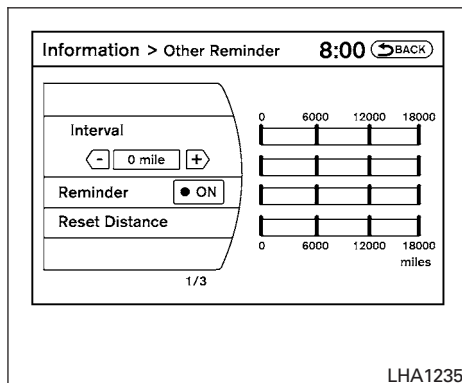 Information > Other Reminder 8:00 BACK
0 6000 12000 18000
Interval
- 0 mile +
Reminder ON
Reset Distance
0 6000 12000 18000
miles
1/3
LHA1235